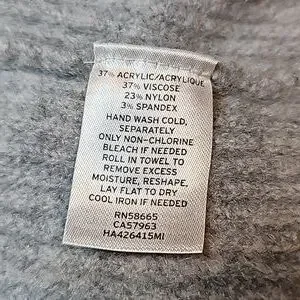 37% ACRYLIC/ACRYLIQUE
37% VISCOSE
23% NYLON
3% SPANDEX
HAND WASH COLD,
SEPARATELY
ONLY NON-CHLORINE
BLEACH IF NEEDED
ROLL IN TOWEL TO
REMOVE EXCESS
MOISTURE, RESHAPE,
LAY FLAT TO DRY
COOL IRON IF NEEDED
RN58665
CA57963
HA426415MI